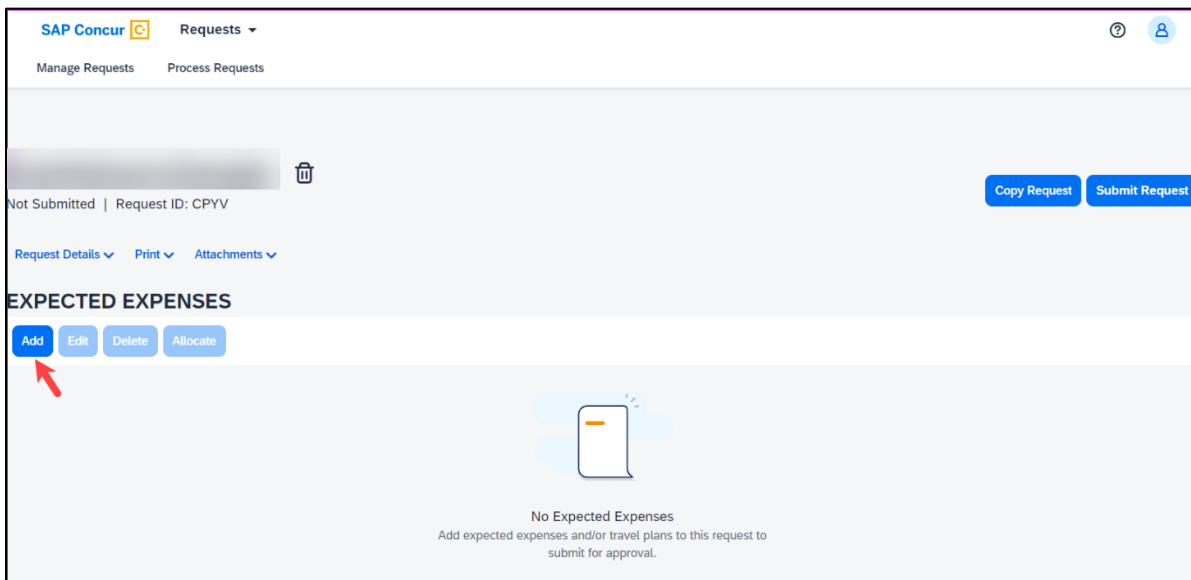 SAP Concur Requests
Manage Requests Process Requests
Not Submitted | Request ID: CPYV
Copy Request Submit Request
Request Details Print Attachments
EXPECTED EXPENSES
Add Edit Delete Allocate
No Expected Expenses
Add expected expenses and/or travel plans to this request to
submit for approval.